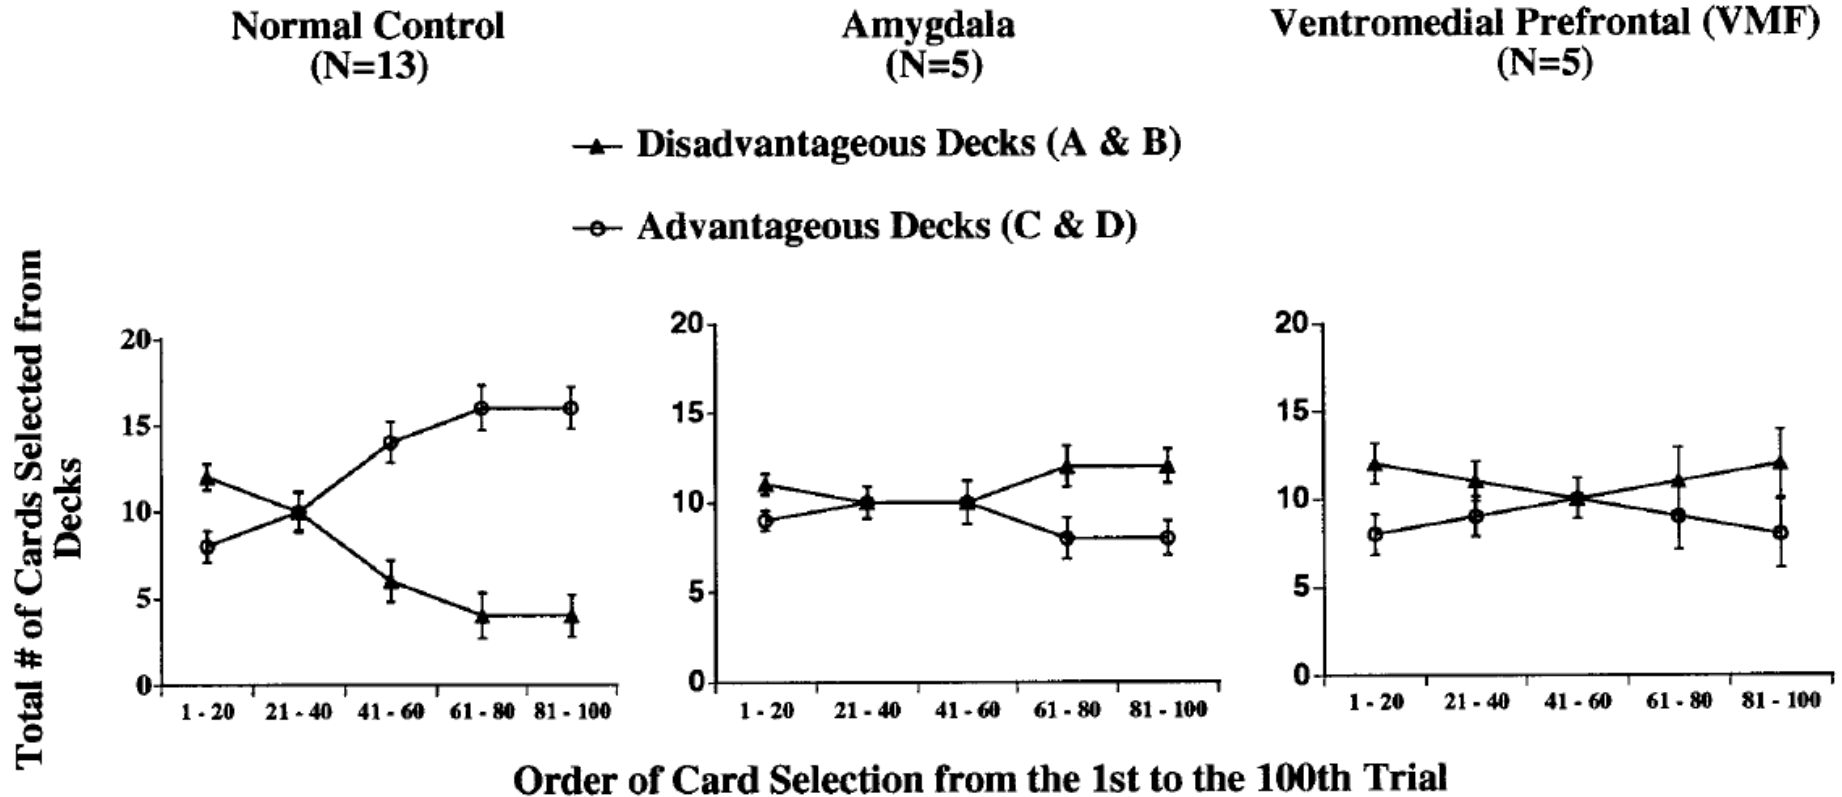 Normal Control
(N=13)
Amygdala
(N=5)
Ventromedial Prefrontal (VMF)
(N=5)
Disadvantageous Decks (A & B)
Advantageous Decks (C & D)
Total # of Cards Selected from
Decks
20
15
10
5
0
1 - 20 21 - 40 41 - 60 61 - 80 81 - 100
20
15
10
5
0
1 - 20 21 - 40 41 - 60 61 - 80 81 - 100
20
15
10
5
0
1 - 20 21 - 40 41 - 60 61 - 80 81 - 100
Order of Card Selection from the 1st to the 100th Trial